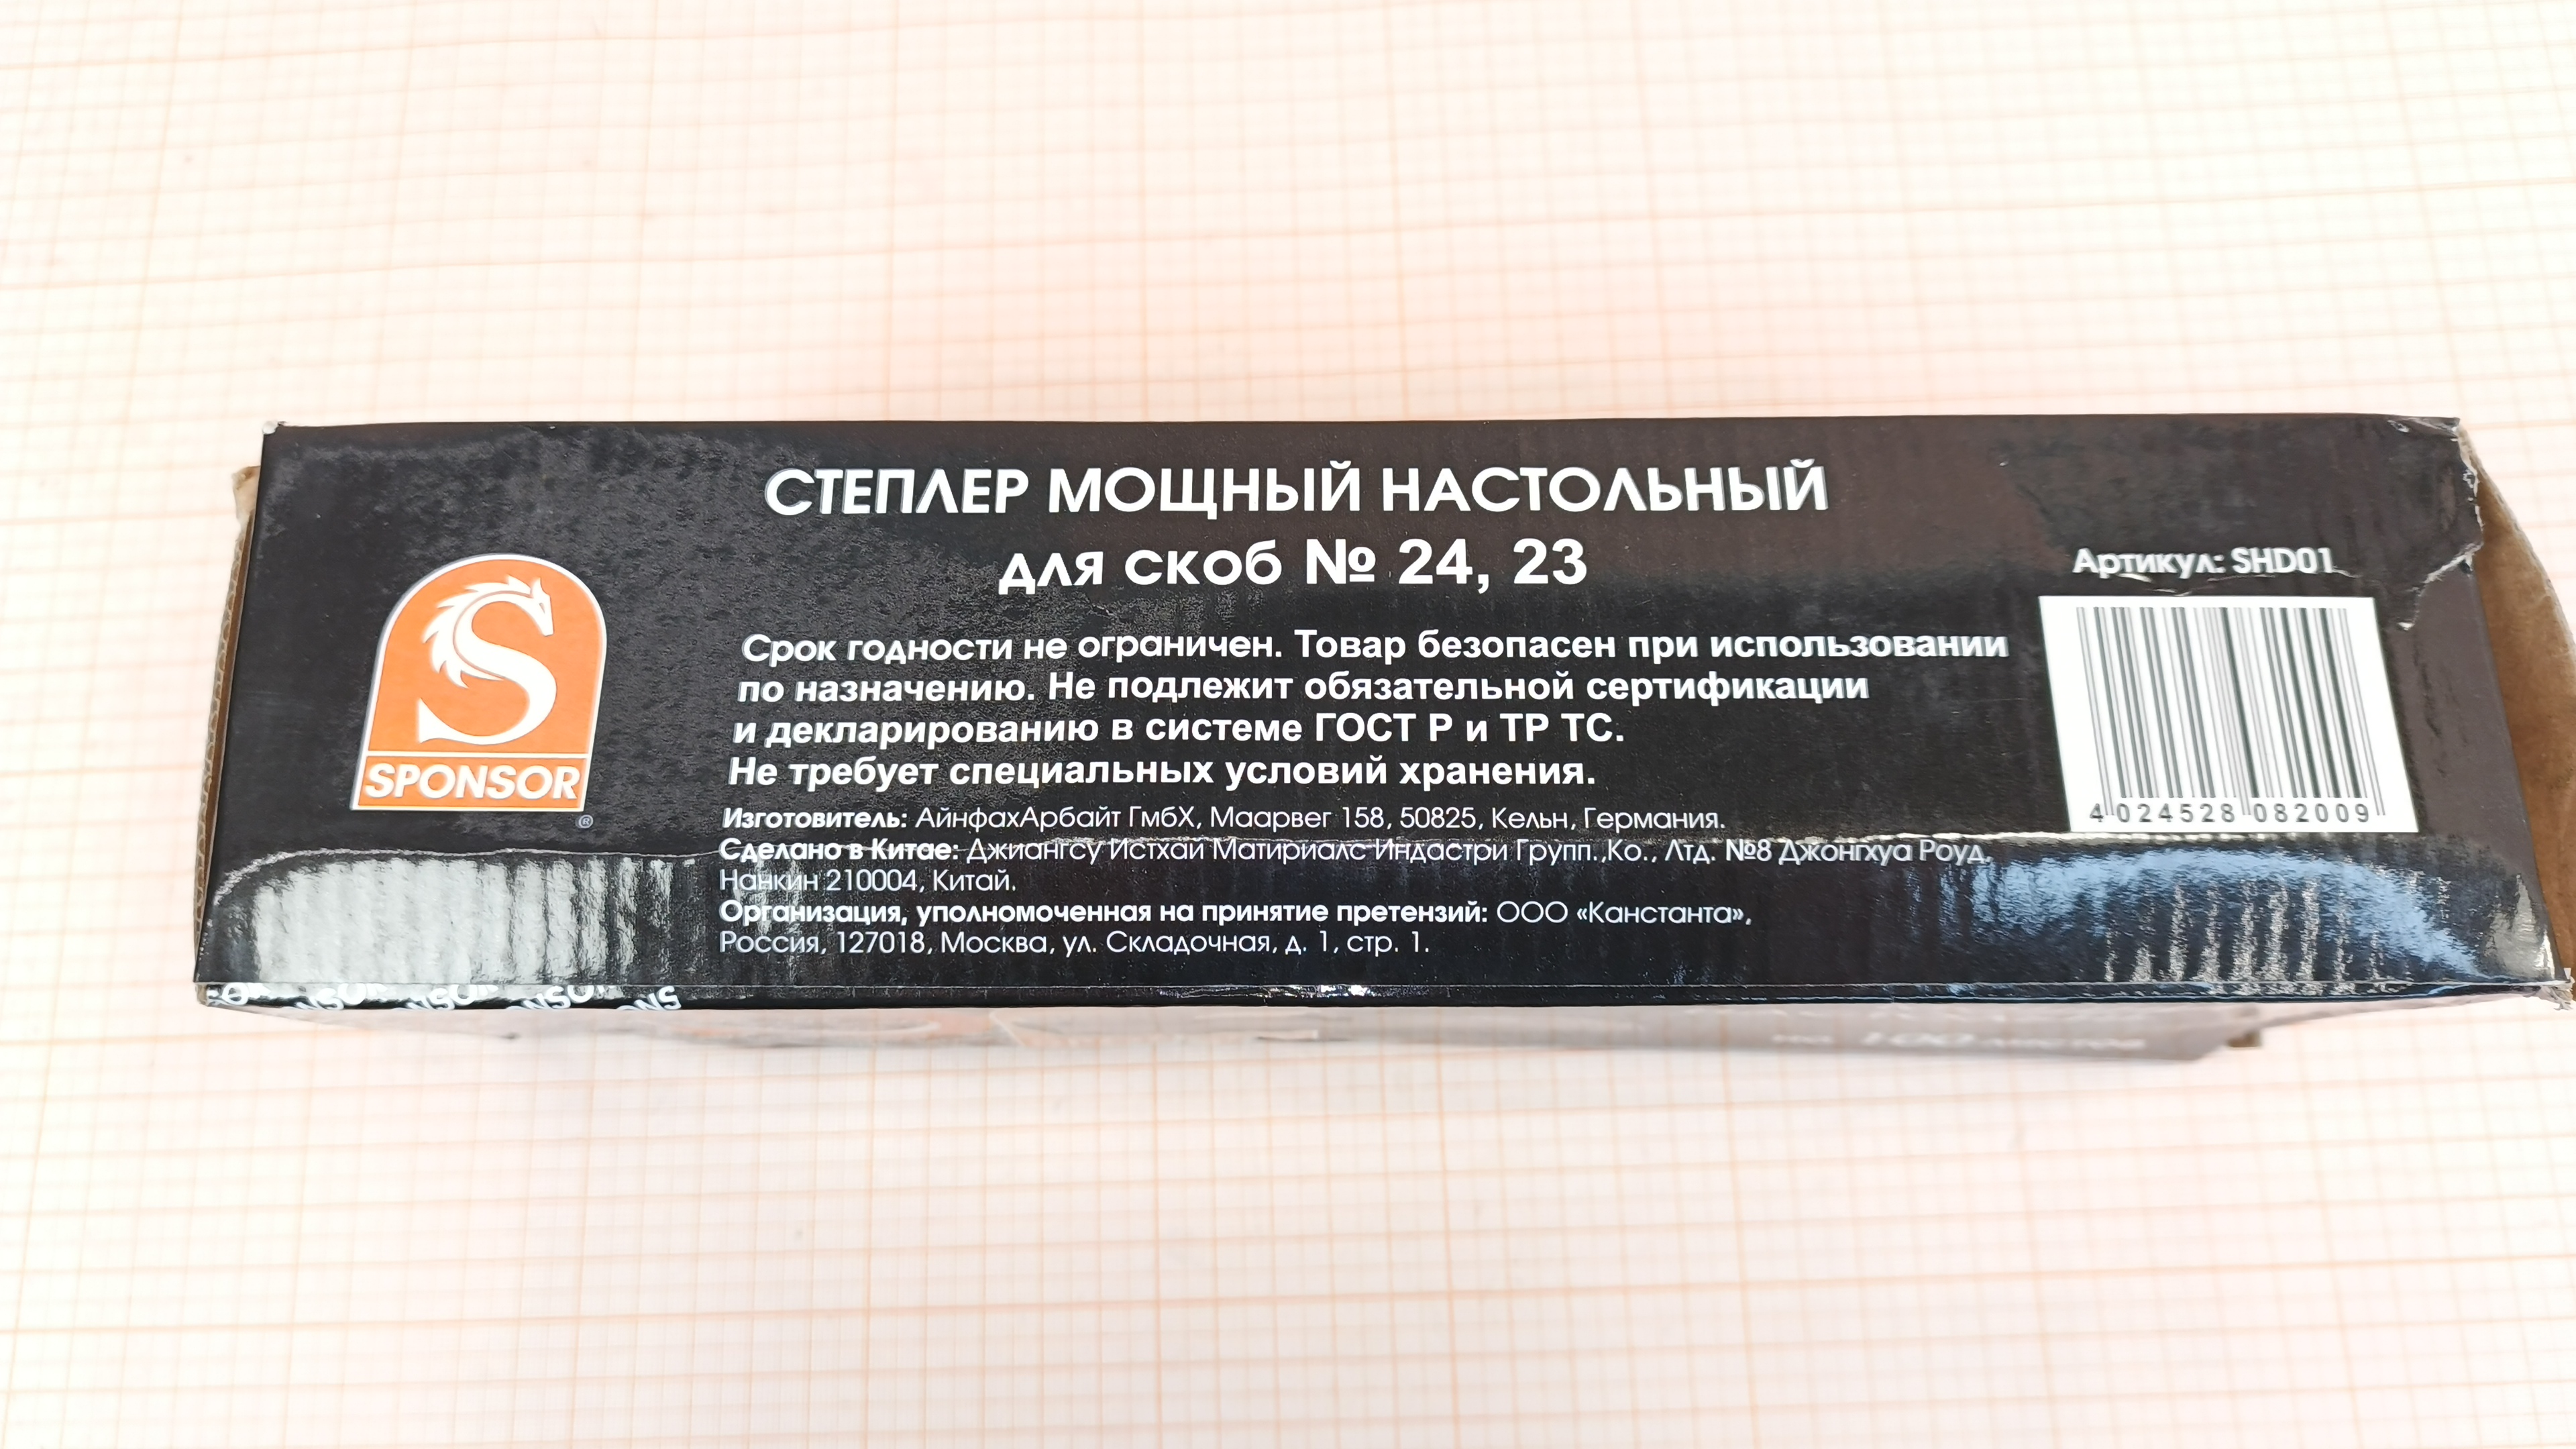 СТЕПЛЕР МОЩНЫЙ НАСТОЛЬНЫЙ
для скоб № 24, 23
Артикул: SHD01
Срок годности не ограничен. Товар безопасен при использовании
по назначению. Не подлежит обязательной сертификации
и декларированию в системе ГОСТ Р и ТР ТС.
Не требует специальных условий хранения.
SPONSOR
®
4 024528 082009
Изготовитель: АйнфахАрбайт ГмбХ, Маарвег 158, 50825, Кельн, Германия.
Сделано в Китае: Джиангсу Истхай Матириалс Индастри Групп.,Ко., Лтд. №8 Джонгхуа Роуд,
Нанкин 210004, Китай.
Организация, уполномоченная на принятие претензий: ООО «Канстанта»,
Россия, 127018, Москва, ул. Складочная, д. 1, стр. 1.